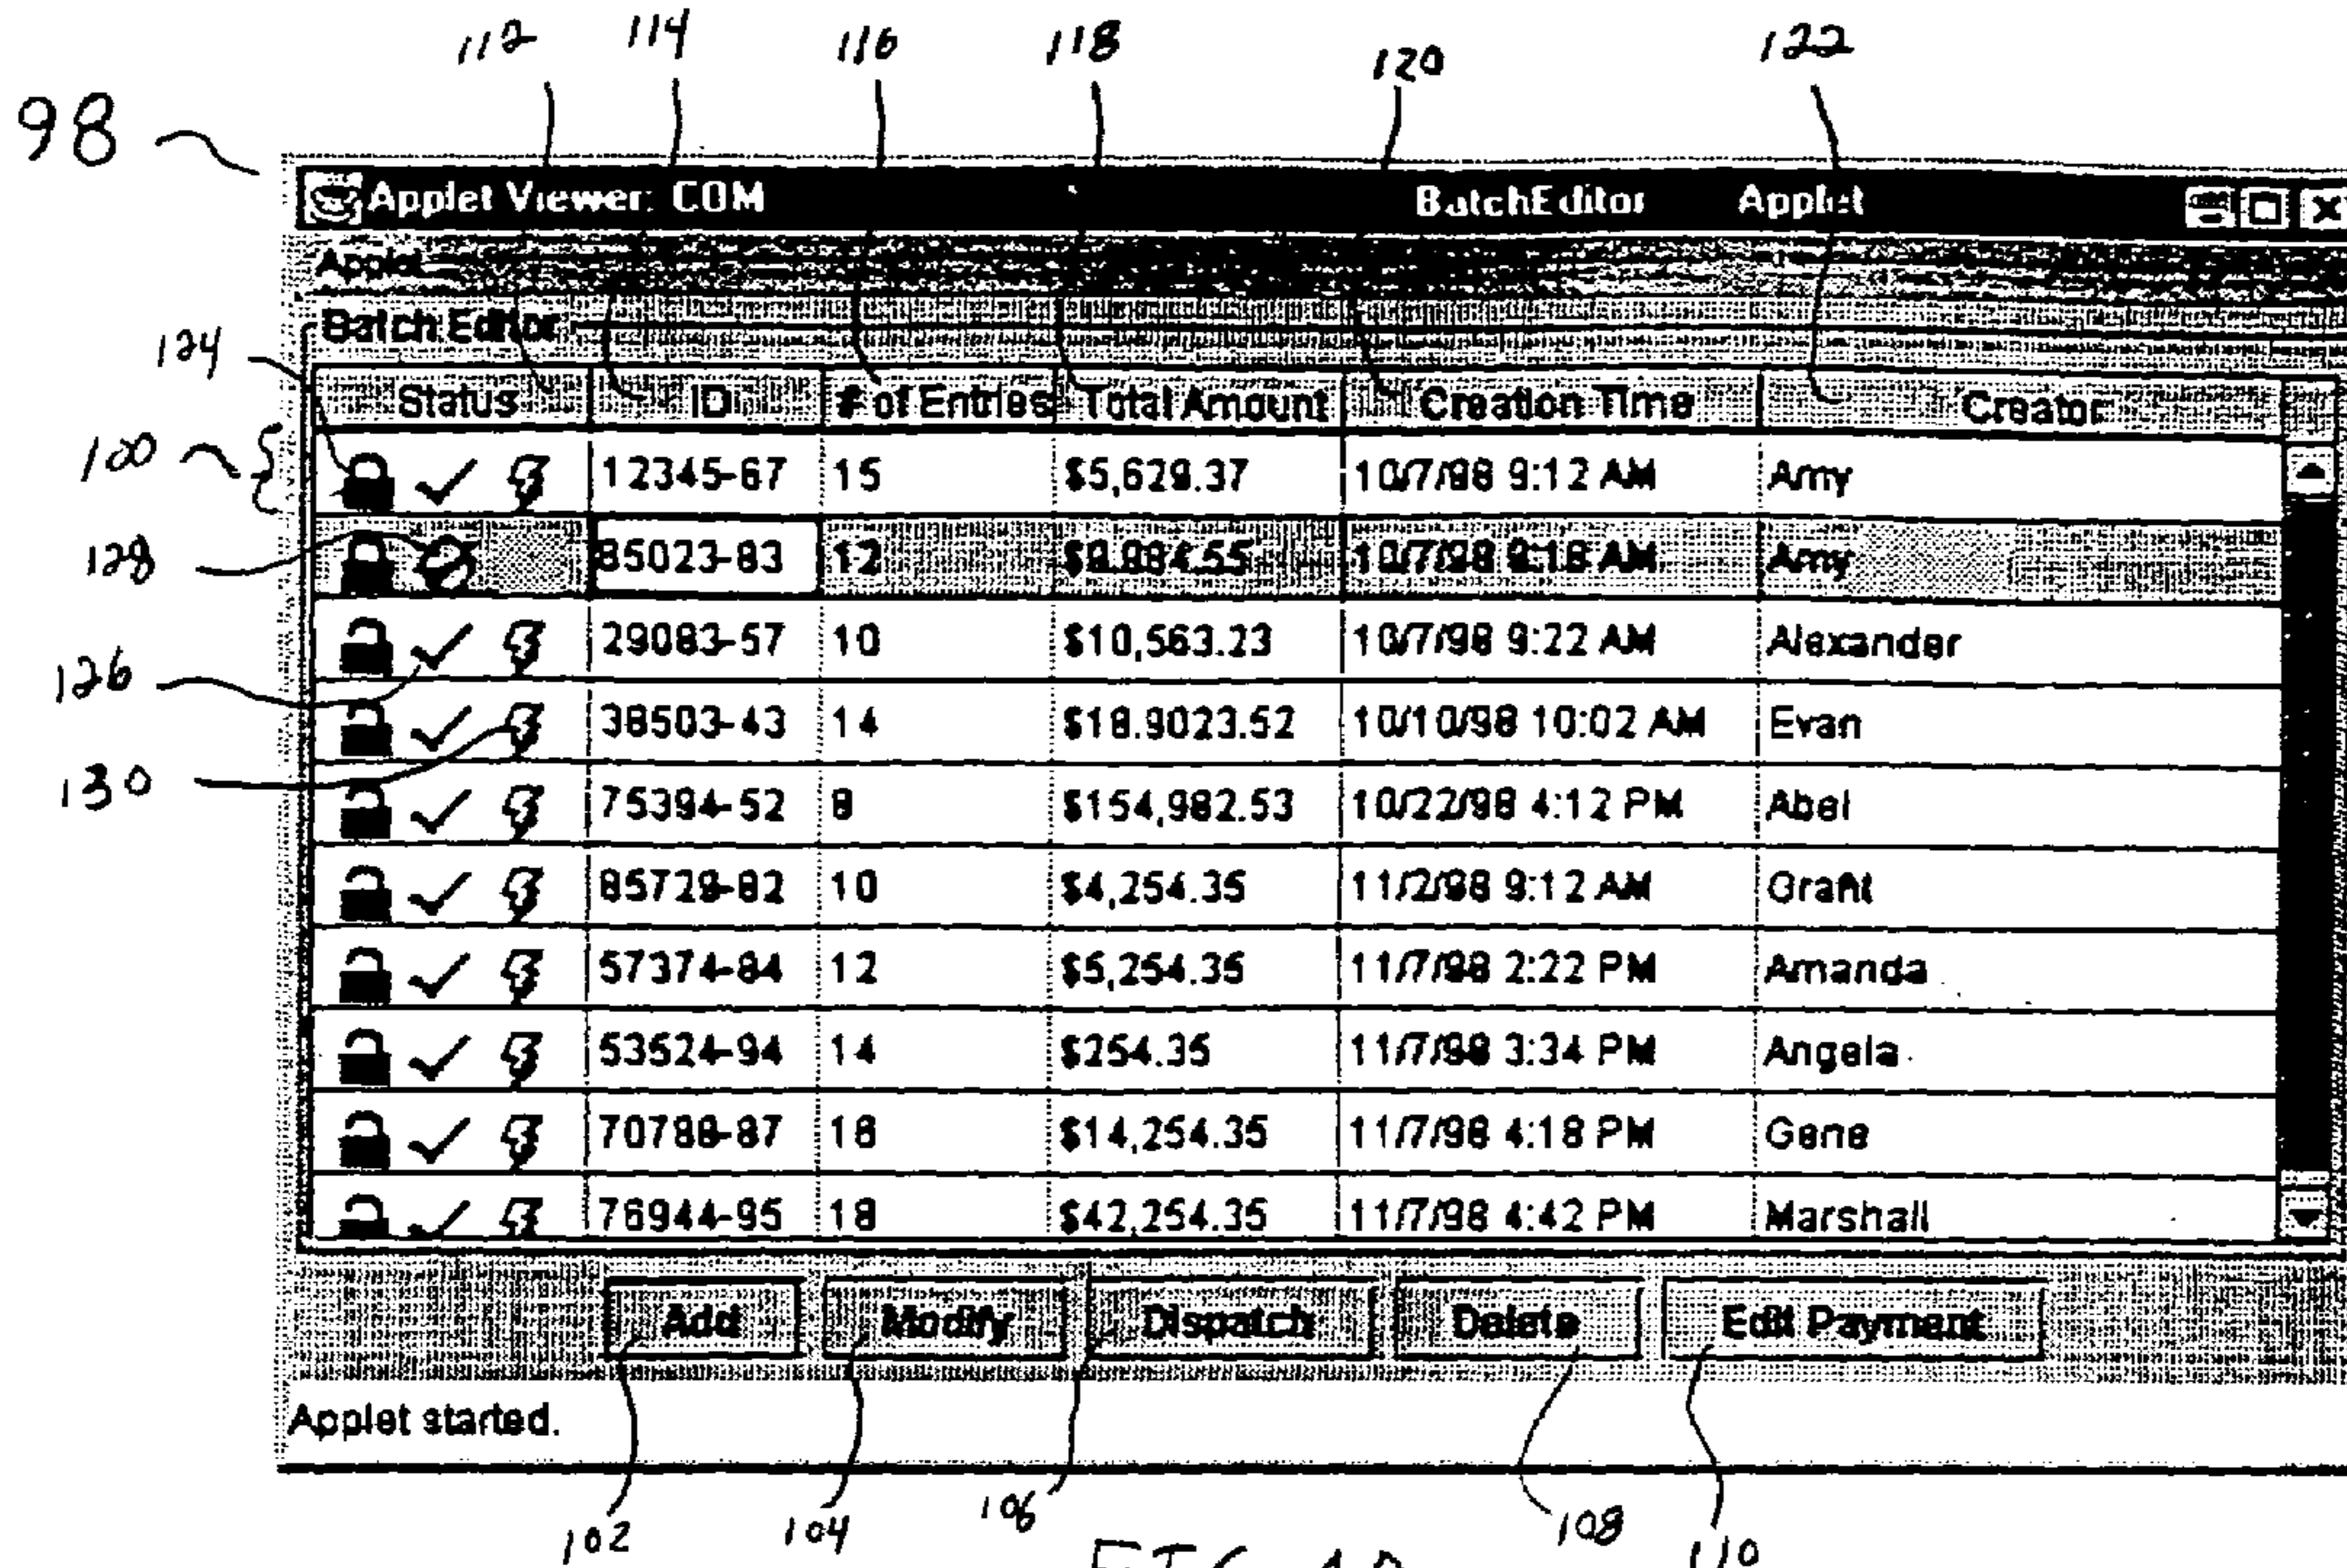 112 114 116 118 120 122
98
Applet Viewer: COM BatchEditor Applet
Applet
Batch Editor
124
Status ID # of Entries Total Amount Creation Time Creator
100
12345-67 15 $5,629.37 10/7/98 9:12 AM Amy
128
85023-83 12 10/7/98 9:18 AM Amy
29083-57 10 $10,563.23 10/7/98 9:22 AM Alexander
126
38503-43 14 $18.9023.52 10/10/98 10:02 AM Evan
130
75394-52 8 $154,982.53 10/22/98 4:12 PM Abel
85729-82 10 $4,254.35 11/2/98 9:12 AM Grant
57374-84 12 $5,254.35 11/7/98 2:22 PM Amanda
53524-94 14 $254.35 11/7/98 3:34 PM Angela
70788-87 16 $14,254.35 11/7/98 4:18 PM Gene
76944-95 18 $42,254.35 11/7/98 4:42 PM Marshall
Add Modify Dispatch Delete Edit Payment
Applet started.
102 104 106 108 110